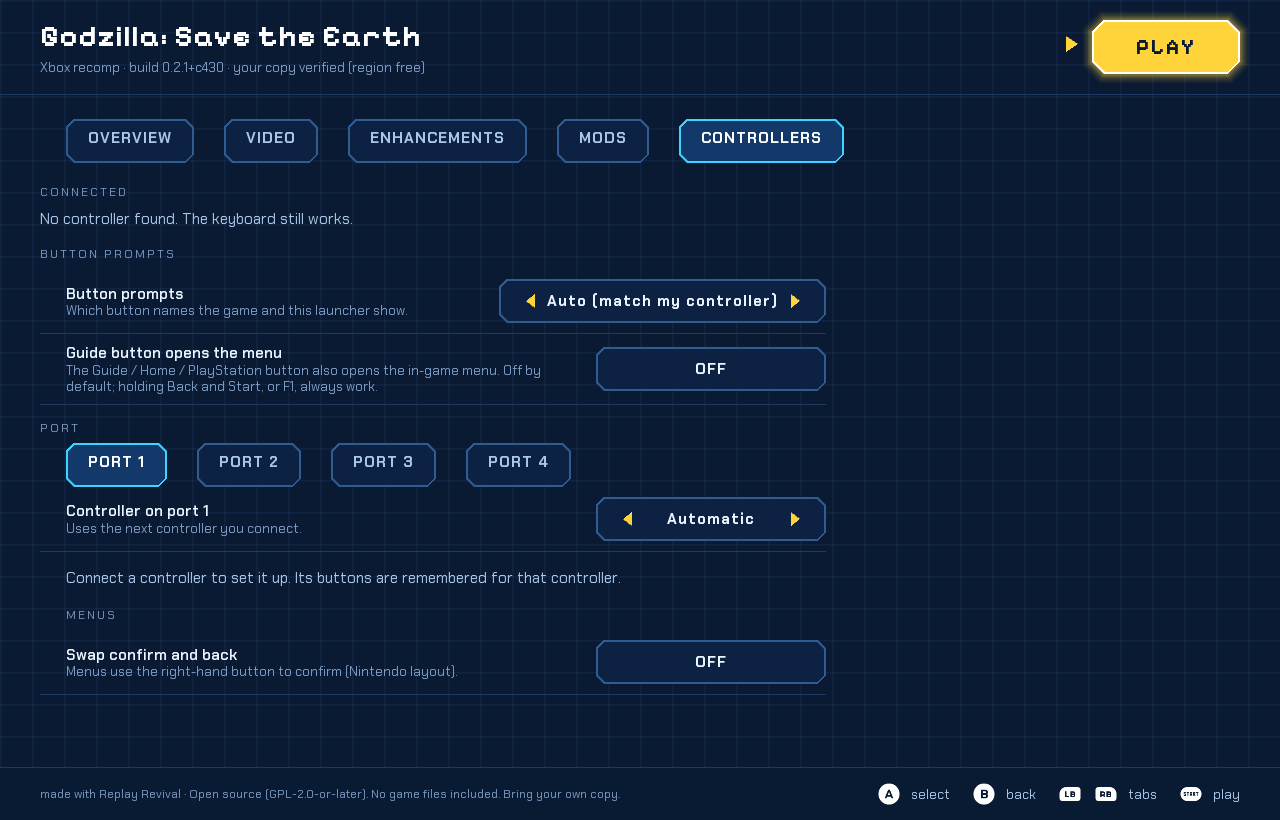 Godzilla: Save the Earth
Xbox recomp · build 0.2.1+c430 · your copy verified (region free)
PLAY
OVERVIEW
VIDEO
ENHANCEMENTS
MODS
CONTROLLERS
CONNECTED
No controller found. The keyboard still works.
BUTTON PROMPTS
Button prompts
Which button names the game and this launcher show.
Auto (match my controller)
Guide button opens the menu
The Guide / Home / PlayStation button also opens the in-game menu. Off by
default; holding Back and Start, or F1, always work.
OFF
PORT
PORT 1
PORT 2
PORT 3
PORT 4
Controller on port 1
Uses the next controller you connect.
Automatic
Connect a controller to set it up. Its buttons are remembered for that controller.
MENUS
Swap confirm and back
Menus use the right-hand button to confirm (Nintendo layout).
OFF
made with Replay Revival · Open source (GPL-2.0-or-later). No game files included. Bring your own copy.
A select
B back
LB RB tabs
START play